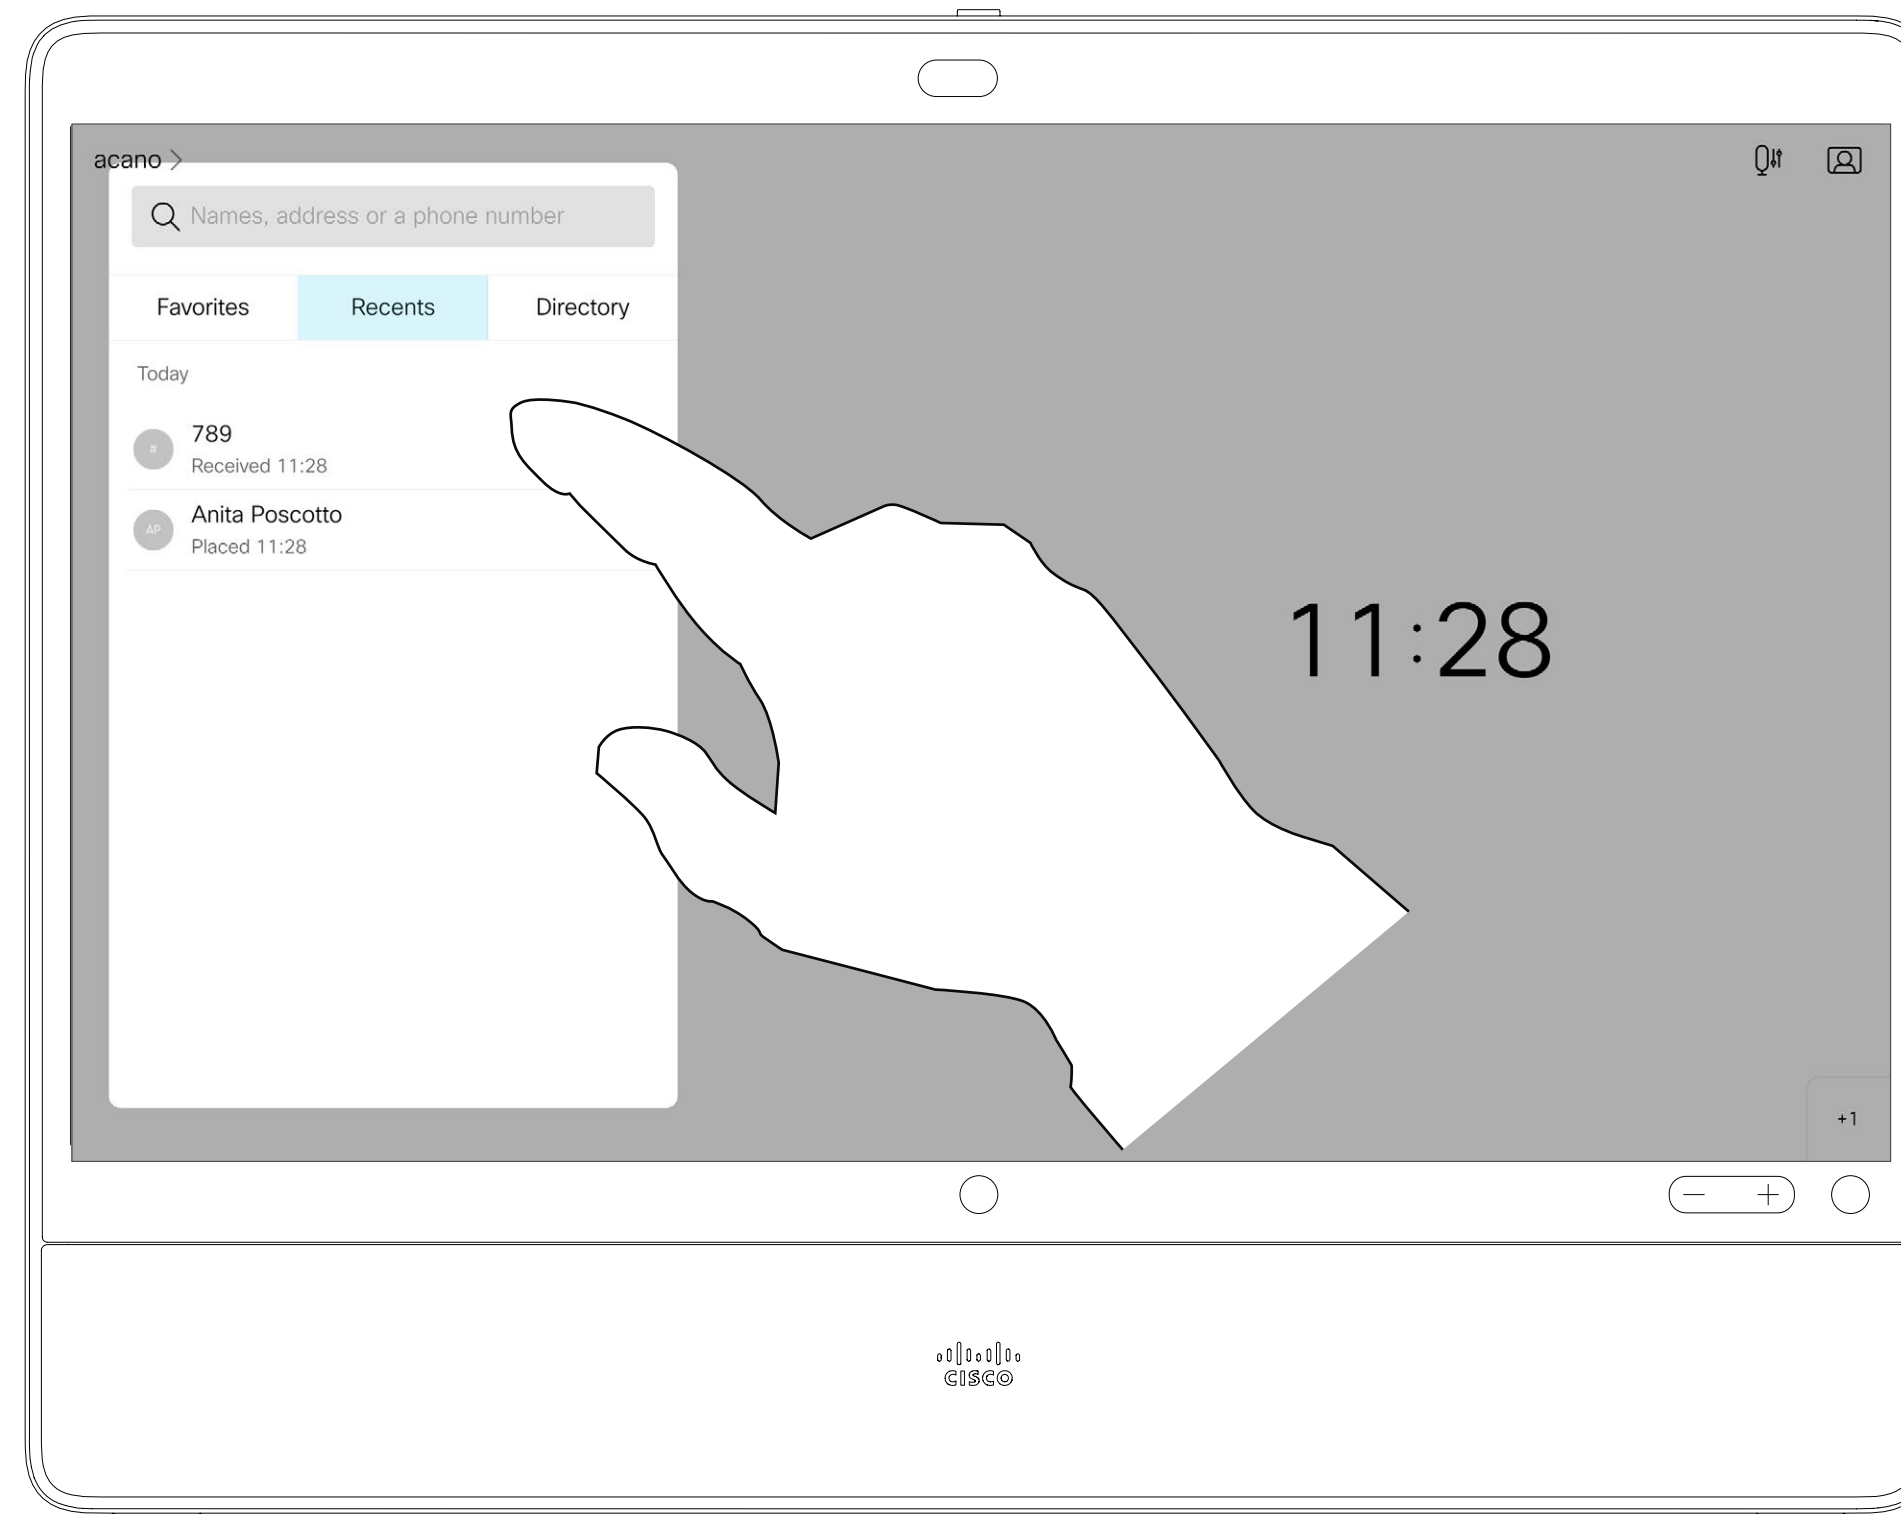 acano
Names, address or a phone number
Favorites Recents Directory
Today
#
789
Received 11:28
AP
Anita Poscotto
Placed 11:28
11:28
+1
CISCO